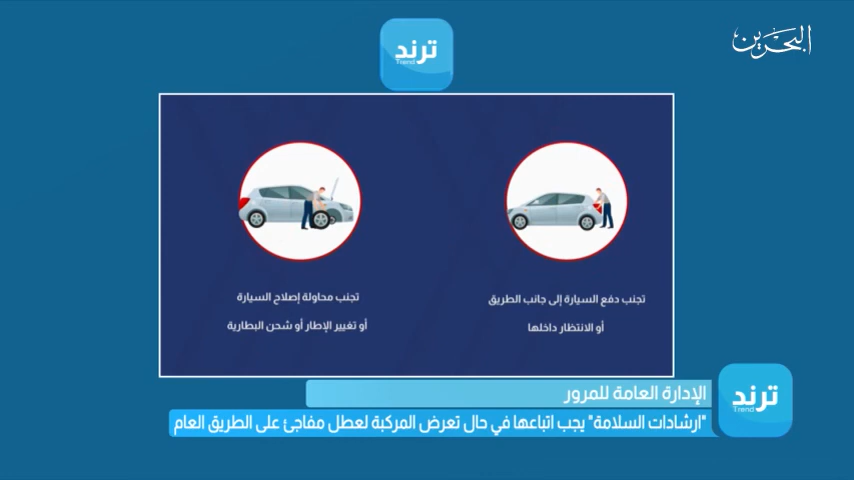 ترند
Trend
البحرين
تجنب دفع السيارة إلى جانب الطريق
أو الانتظار داخلها
تجنب محاولة إصلاح السيارة
أو تغيير الإطار أو شحن البطارية
الإدارة العامة للمرور
"ارشادات السلامة" يجب اتباعها في حال تعرض المركبة لعطل مفاجئ على الطريق العام
ترند
Trend